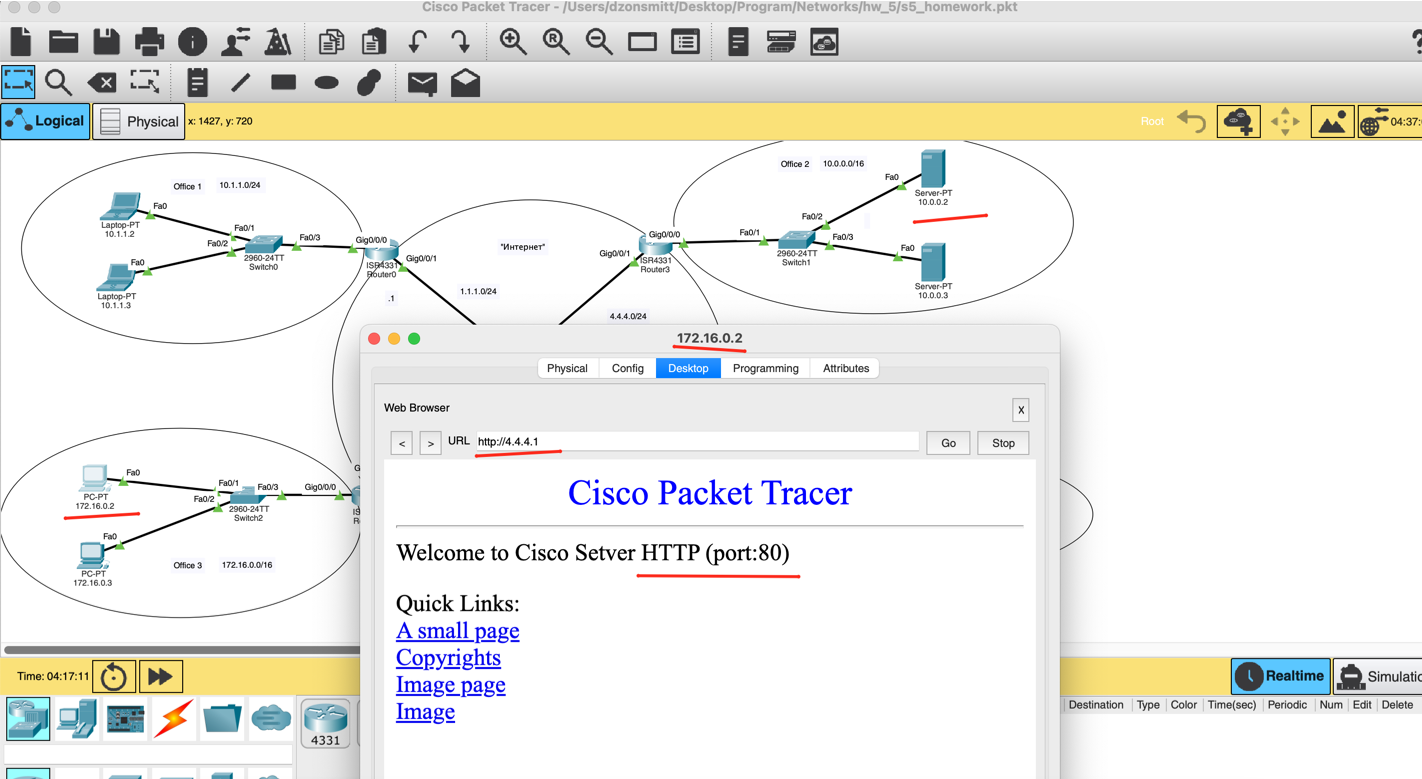 Cisco Packet Tracer - /Users/dzonsmitt/Desktop/Program/Networks/hw_5/s5_homework.pkt
Logical
Physical
x: 1427, y: 720
Root
04:37:
Office 1
10.1.1.0/24
Fa0
Laptop-PT
10.1.1.2
Fa0/1
Fa0/2
Fa0/3
2960-24TT
Switch0
Fa0
Laptop-PT
10.1.1.3
Gig0/0/0
ISR4331
Router0
Gig0/0/1
.1
"Интернет"
1.1.1.0/24
4.4.4.0/24
Gig0/0/0
Gig0/0/1
ISR4331
Router3
Office 2
10.0.0.0/16
Fa0/1
Fa0/2
Fa0/3
2960-24TT
Switch1
Fa0
Server-PT
10.0.0.2
Fa0
Server-PT
10.0.0.3
Fa0
PC-PT
172.16.0.2
Fa0/1
Fa0/2
Fa0/3
2960-24TT
Switch2
Gig0/0/0
Fa0
PC-PT
172.16.0.3
Office 3
172.16.0.0/16
172.16.0.2
Physical
Config
Desktop
Programming
Attributes
Web Browser
X
<
>
URL
http://4.4.4.1
Go
Stop
Cisco Packet Tracer
Welcome to Cisco Setver HTTP (port:80)
Quick Links:
A small page
Copyrights
Image page
Image
Time: 04:17:11
Realtime
Simulatio
4331
Destination
Type
Color
Time(sec)
Periodic
Num
Edit
Delete